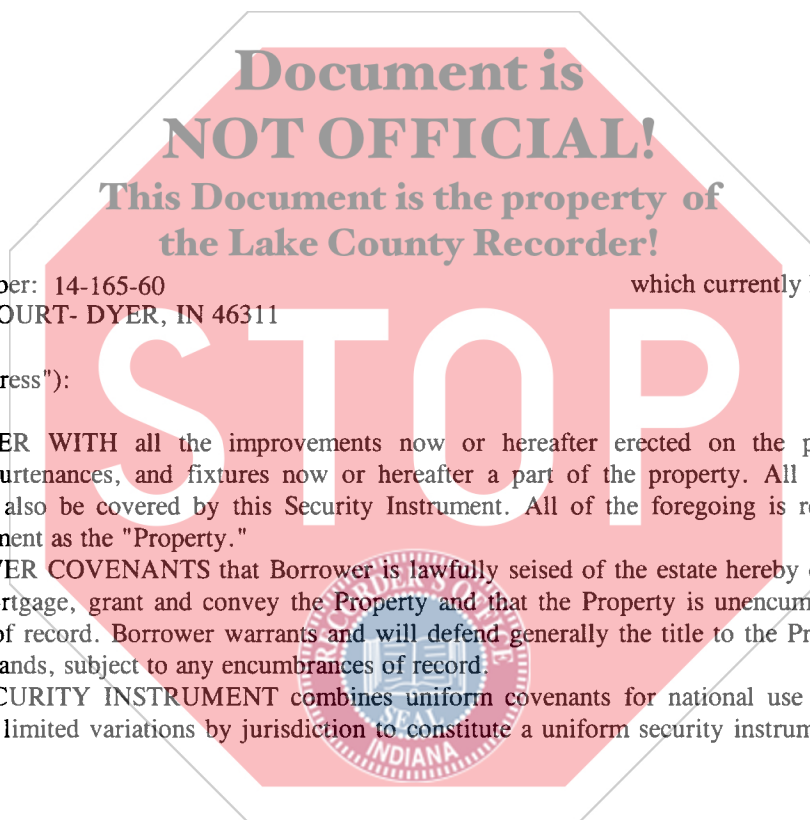 Document is
NOT OFFICIAL!
This Document is the property of
the Lake County Recorder!
ber: 14-165-60 which currently
OURT- DYER, IN 46311
ress"):
STOP
ER WITH all the improvements now or hereafter erected on the p
urtenances, and fixtures now or hereafter a part of the property. All
also be covered by this Security Instrument. All of the foregoing is re
ment as the "Property."
ER COVENANTS that Borrower is lawfully seised of the estate hereby
rtgage, grant and convey the Property and that the Property is unencum
of record. Borrower warrants and will defend generally the title to the Pr
ands, subject to any encumbrances of record.
CURITY INSTRUMENT combines uniform covenants for national use
limited variations by jurisdiction to constitute a uniform security instrum
RECORDER'S OFFICE
SEAL
INDIANA